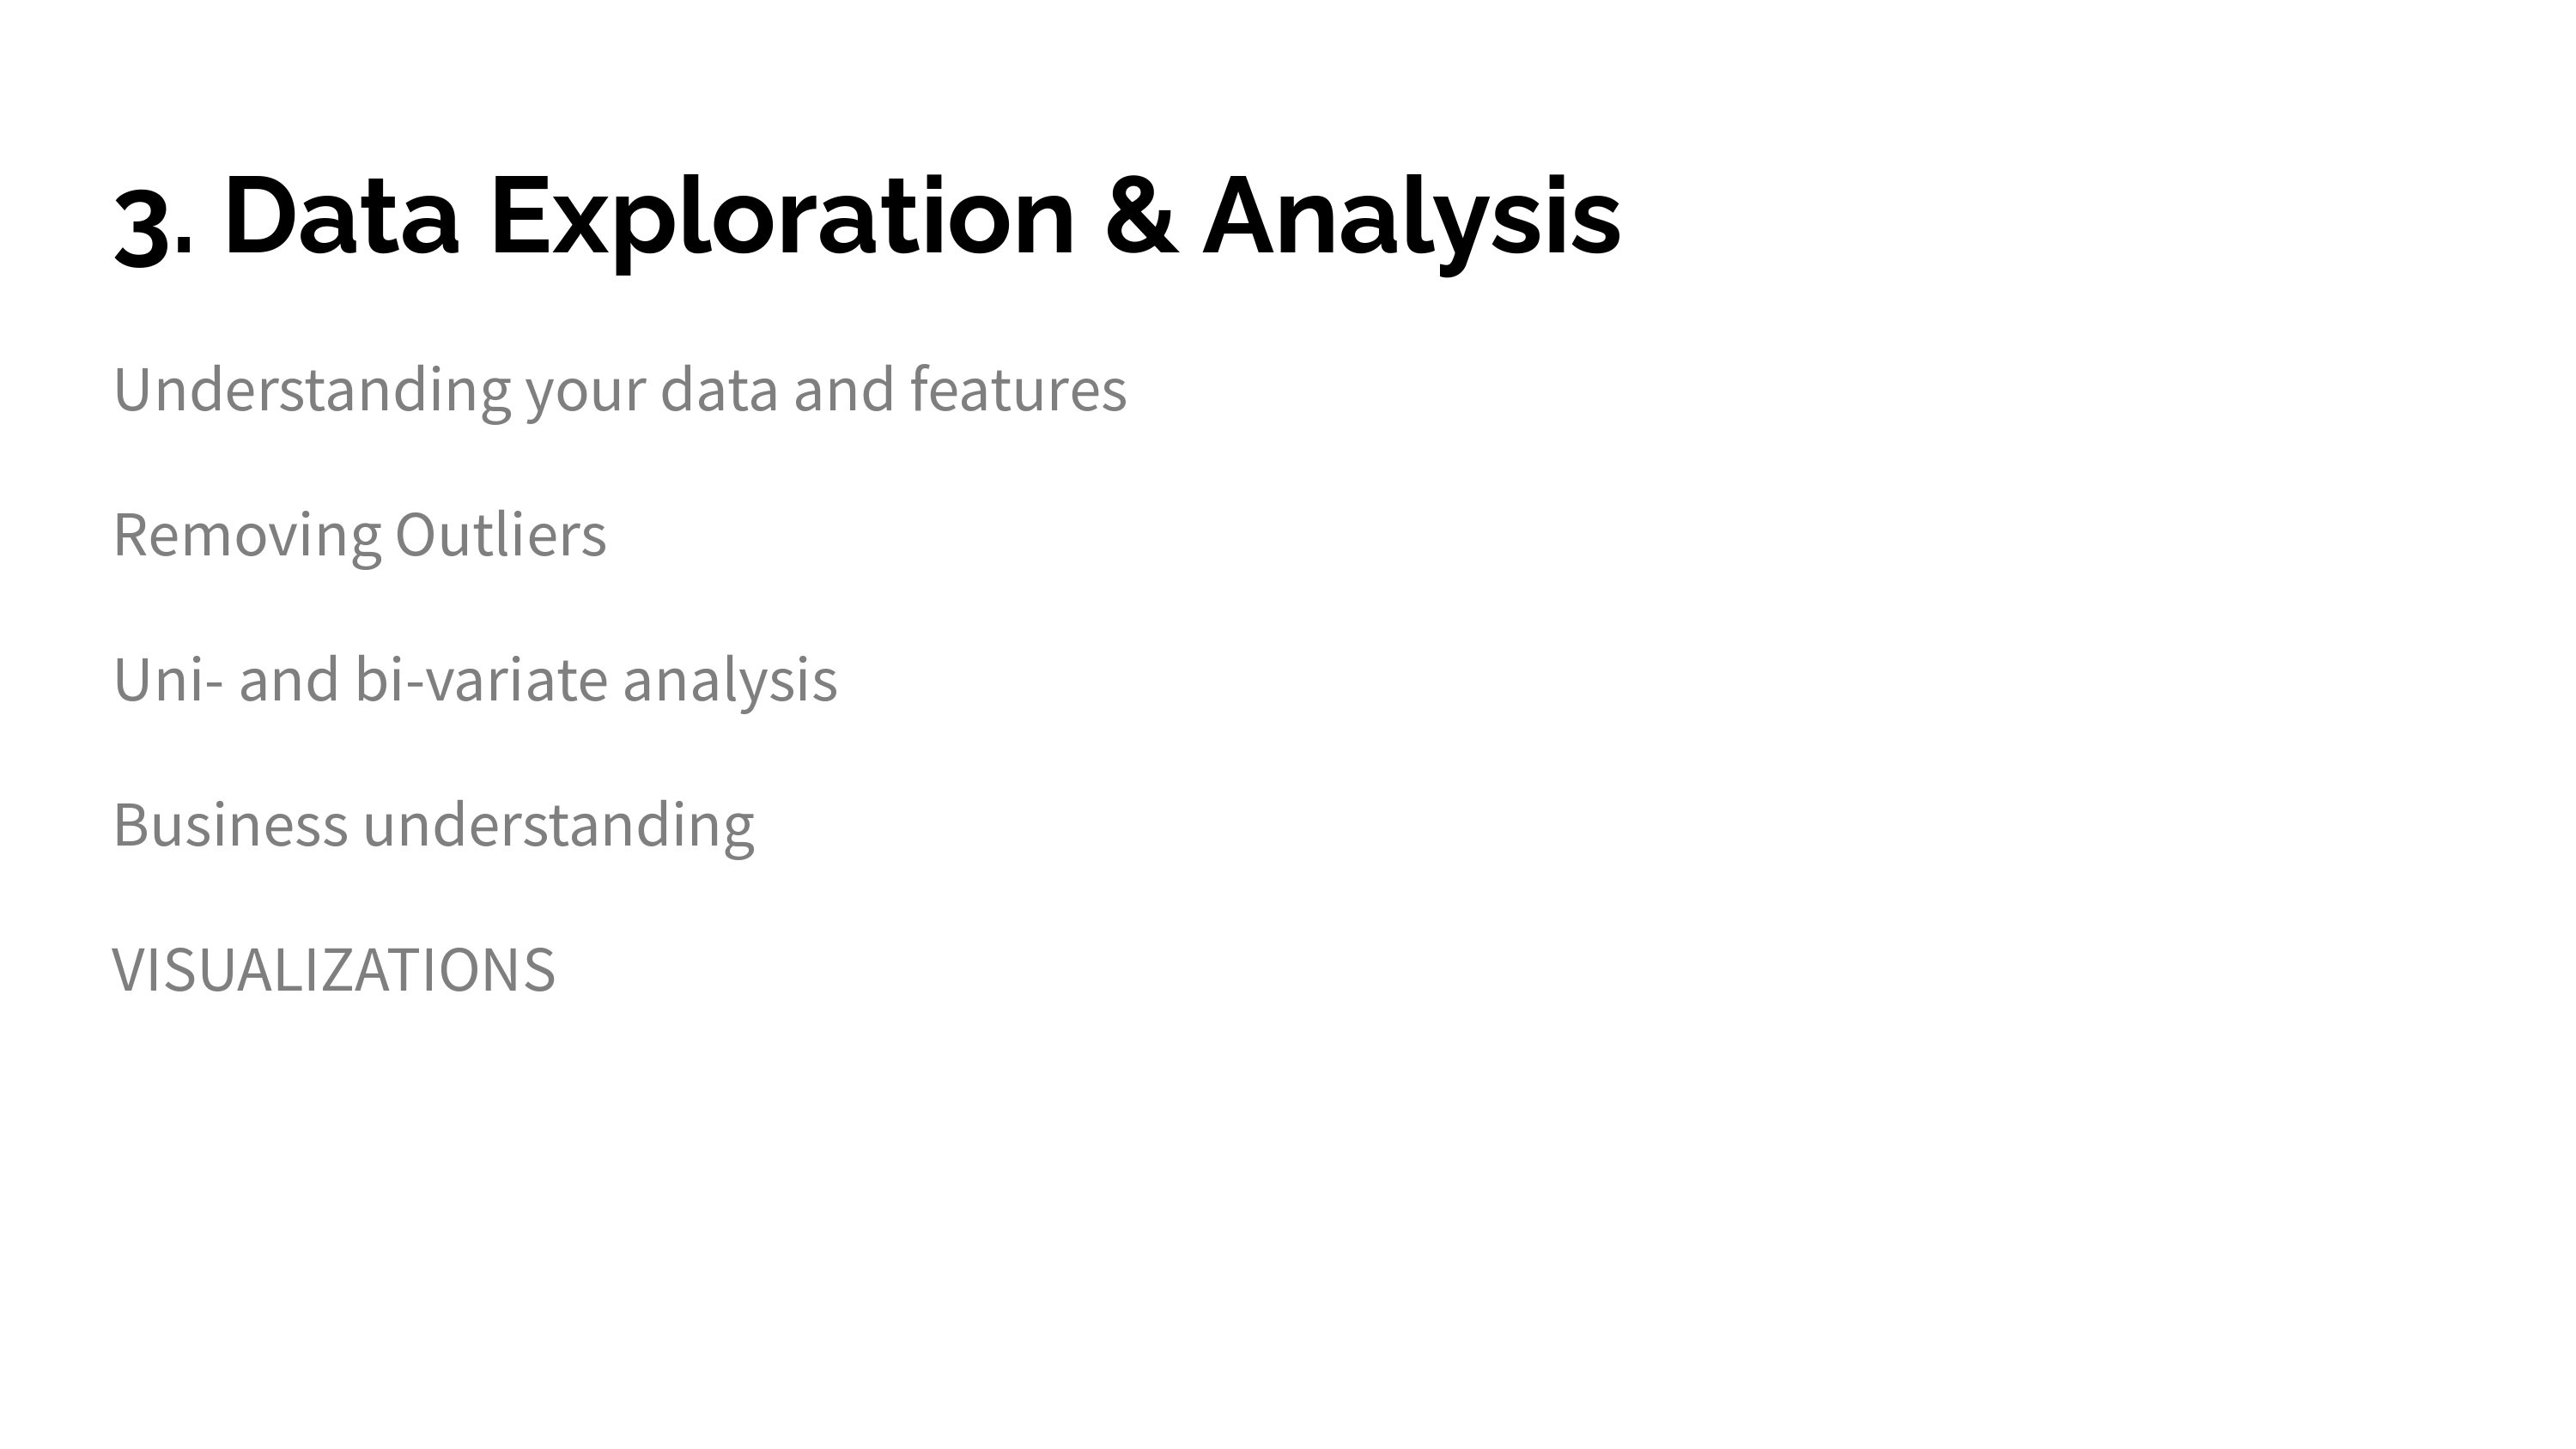 3. Data Exploration & Analysis
Understanding your data and features
Removing Outliers
Uni- and bi-variate analysis
Business understanding
VISUALIZATIONS